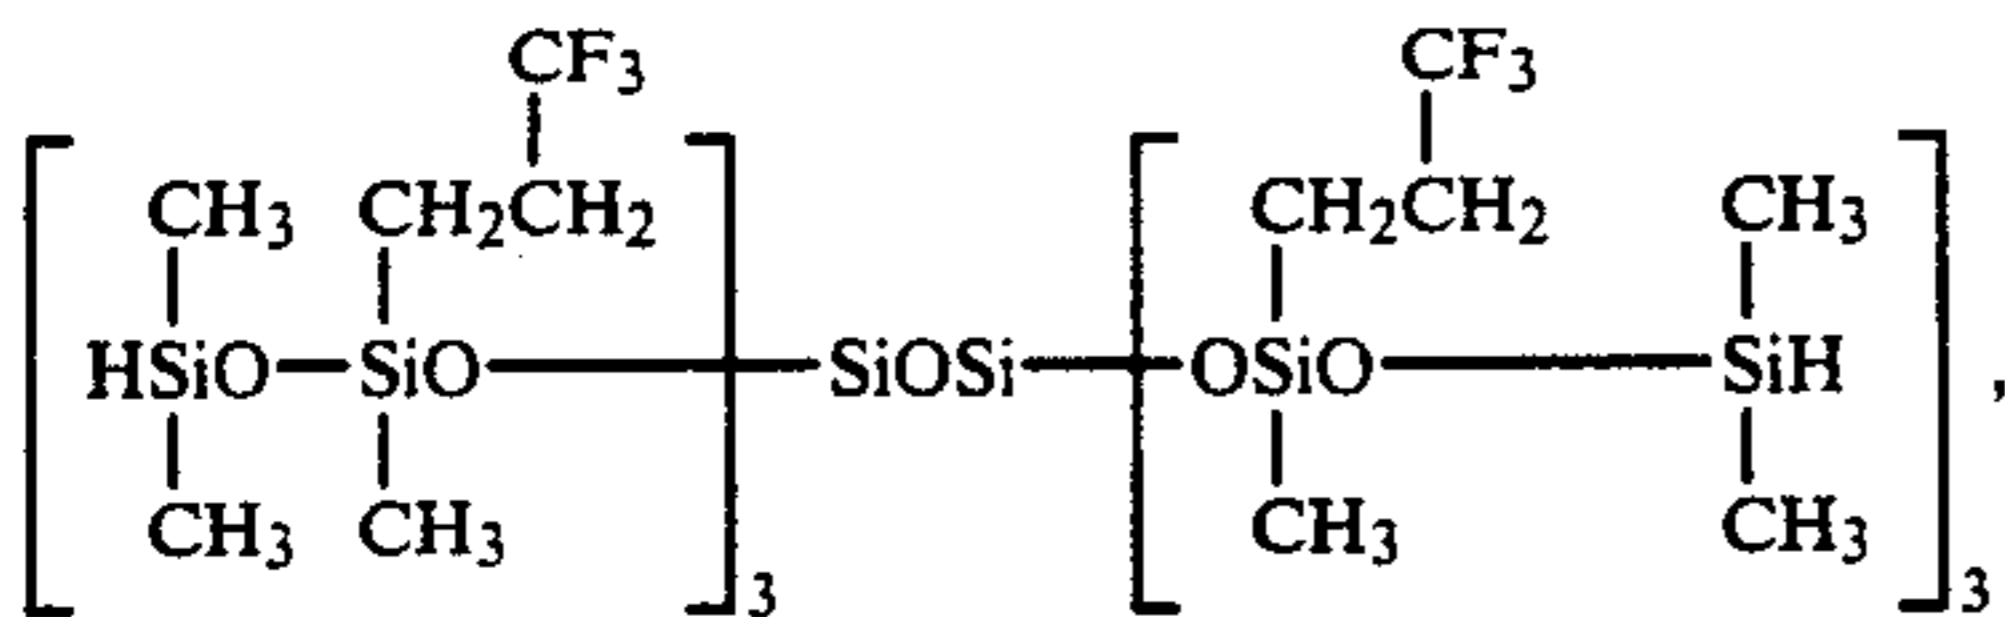 CF₃ CF₃
CH₃ CH₂CH₂ CH₂CH₂ CH₃
HSiO SiO SiOSi OSiO SiH ,
CH₃ CH₃ CH₃ CH₃
3 3